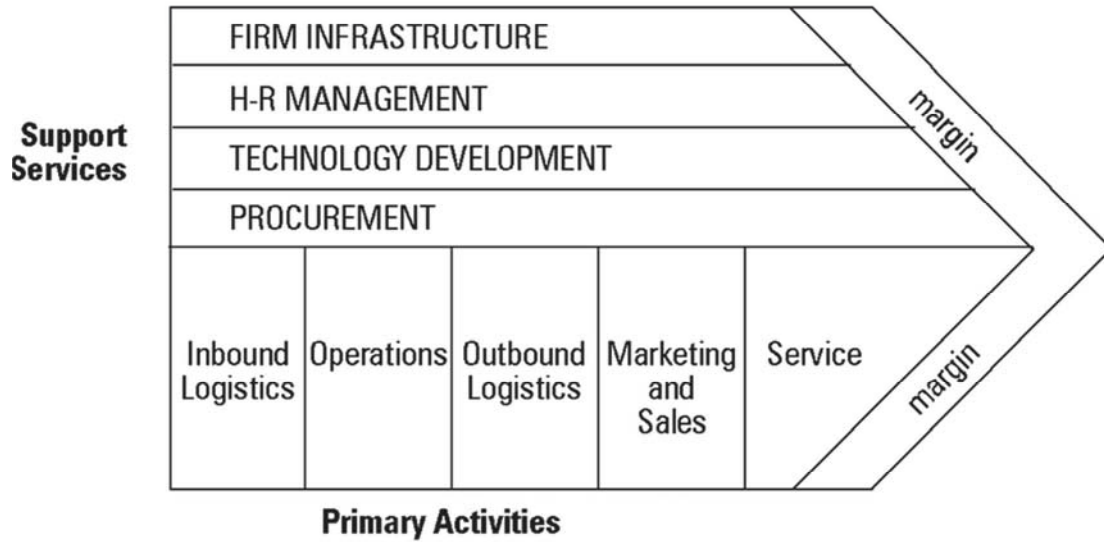 FIRM INFRASTRUCTURE
H-R MANAGEMENT
TECHNOLOGY DEVELOPMENT
PROCUREMENT
Support
Services
margin
Inbound
Logistics
Operations
Outbound
Logistics
Marketing
and
Sales
Service
margin
Primary Activities